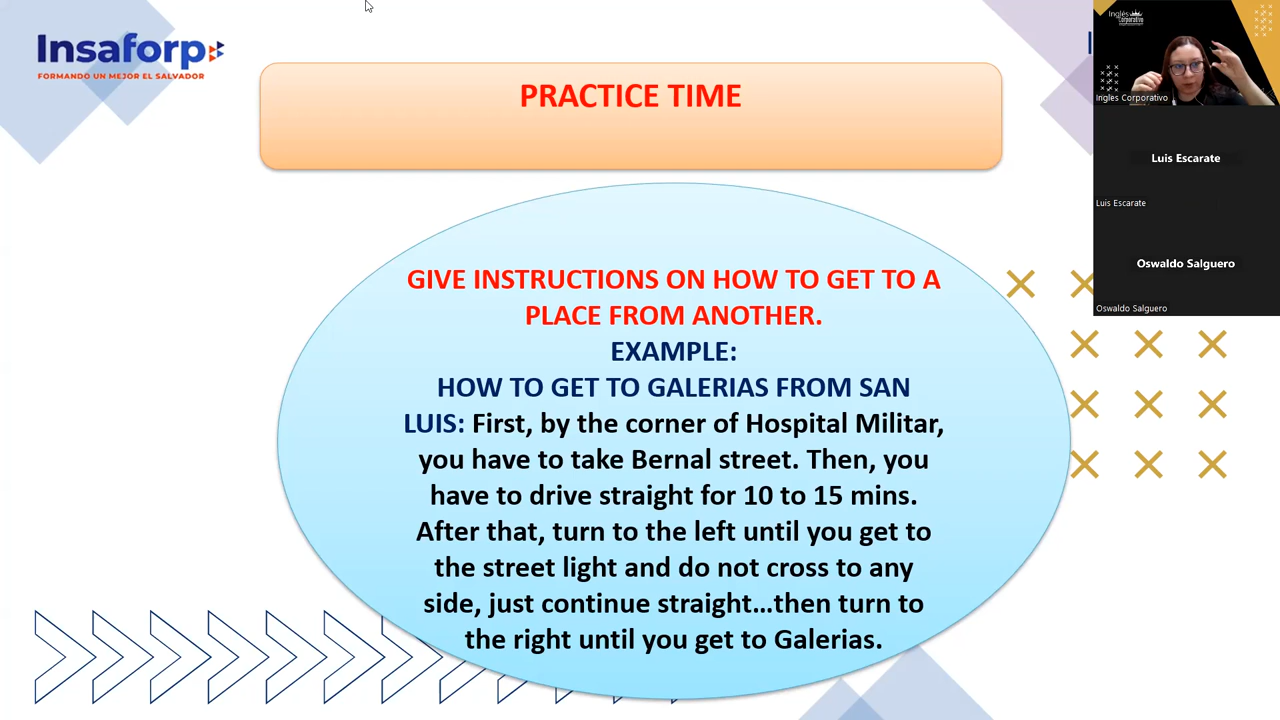 Insaforp
FORMANDO UN MEJOR EL SALVADOR
PRACTICE TIME
GIVE INSTRUCTIONS ON HOW TO GET TO A
PLACE FROM ANOTHER.
EXAMPLE:
HOW TO GET TO GALERIAS FROM SAN
LUIS: First, by the corner of Hospital Militar,
you have to take Bernal street. Then, you
have to drive straight for 10 to 15 mins.
After that, turn to the left until you get to
the street light and do not cross to any
side, just continue straight...then turn to
the right until you get to Galerias.
Inglés
Corporativo
Ingles Corporativo
Luis Escarate
Luis Escarate
Oswaldo Salguero
Oswaldo Salguero